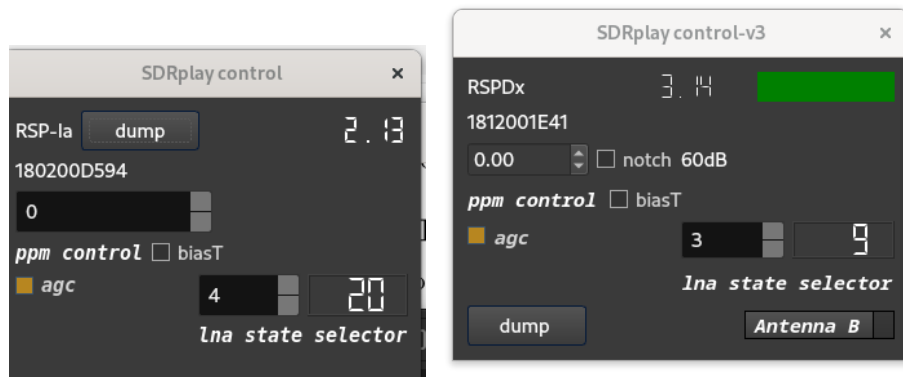 SDRplay control ×
RSP-Ia dump 2.13
180200D594
0
ppm control biasT
agc
4 20
lna state selector
SDRplay control-v3 ×
RSPDx 3.14
1812001E41
0.00 notch 60dB
ppm control biasT
agc 3 9
lna state selector
dump Antenna B